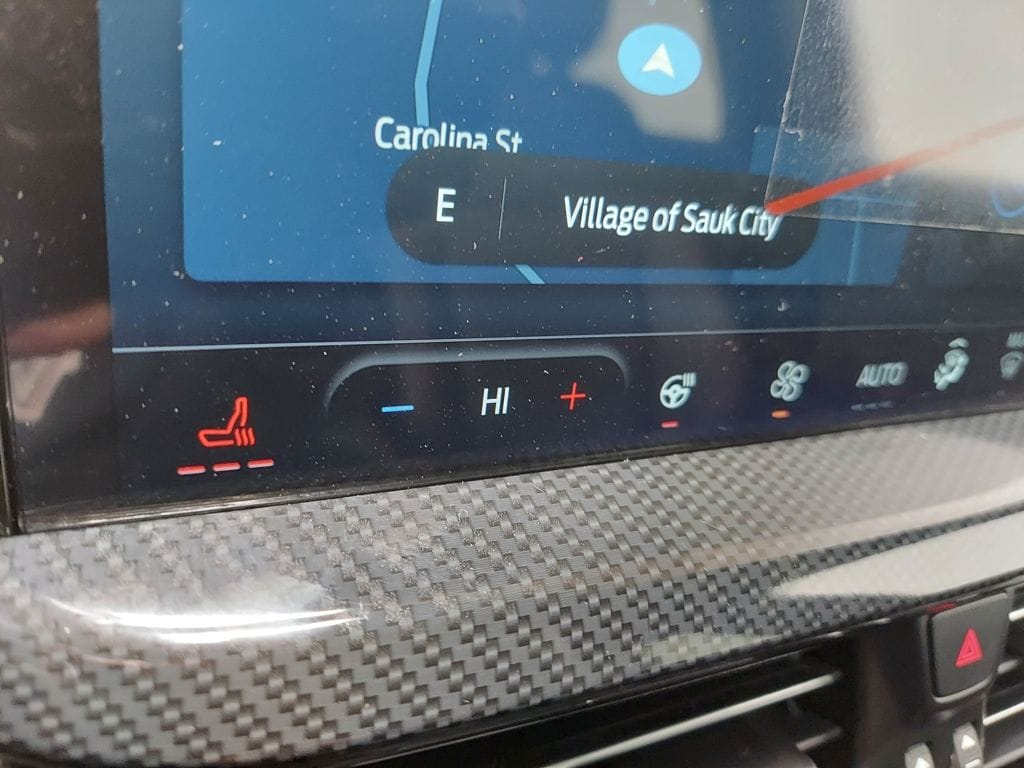 Carolina St
E Village of Sauk City
HI AUTO